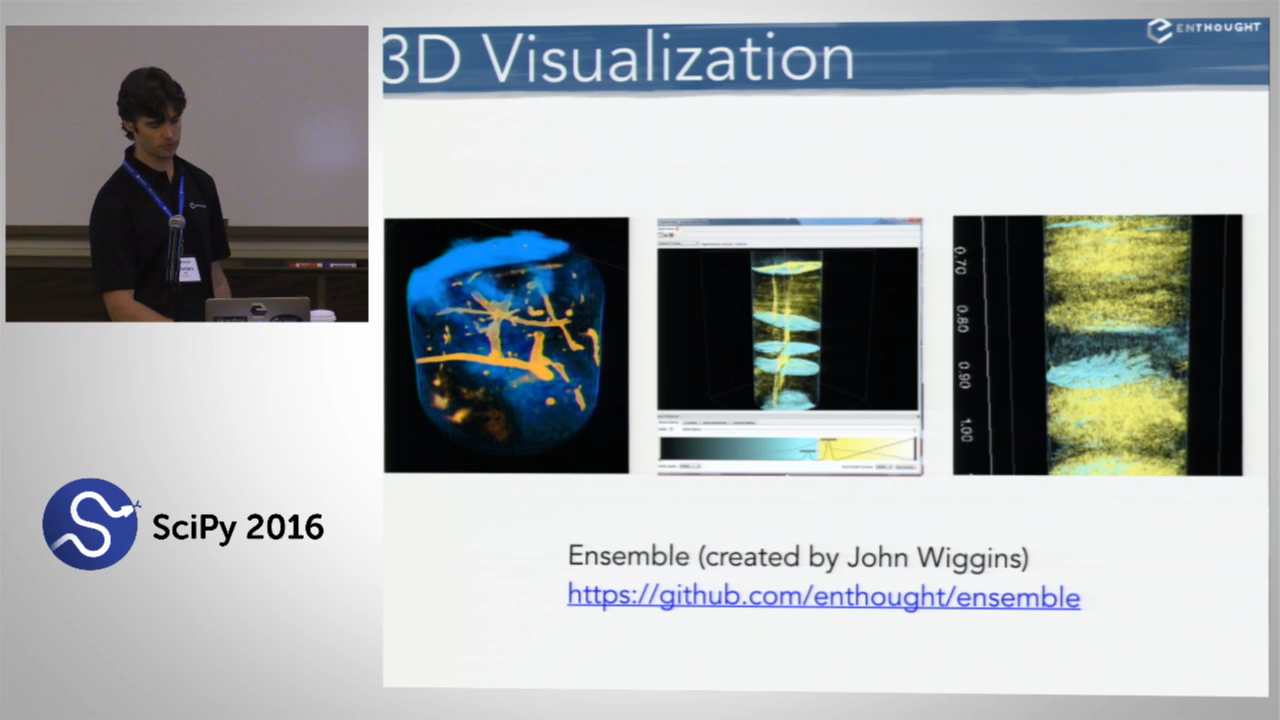 3D Visualization
ENTHOUGHT
0.70
0.80
0.90
1.00
SciPy 2016
Ensemble (created by John Wiggins)
https://github.com/enthought/ensemble